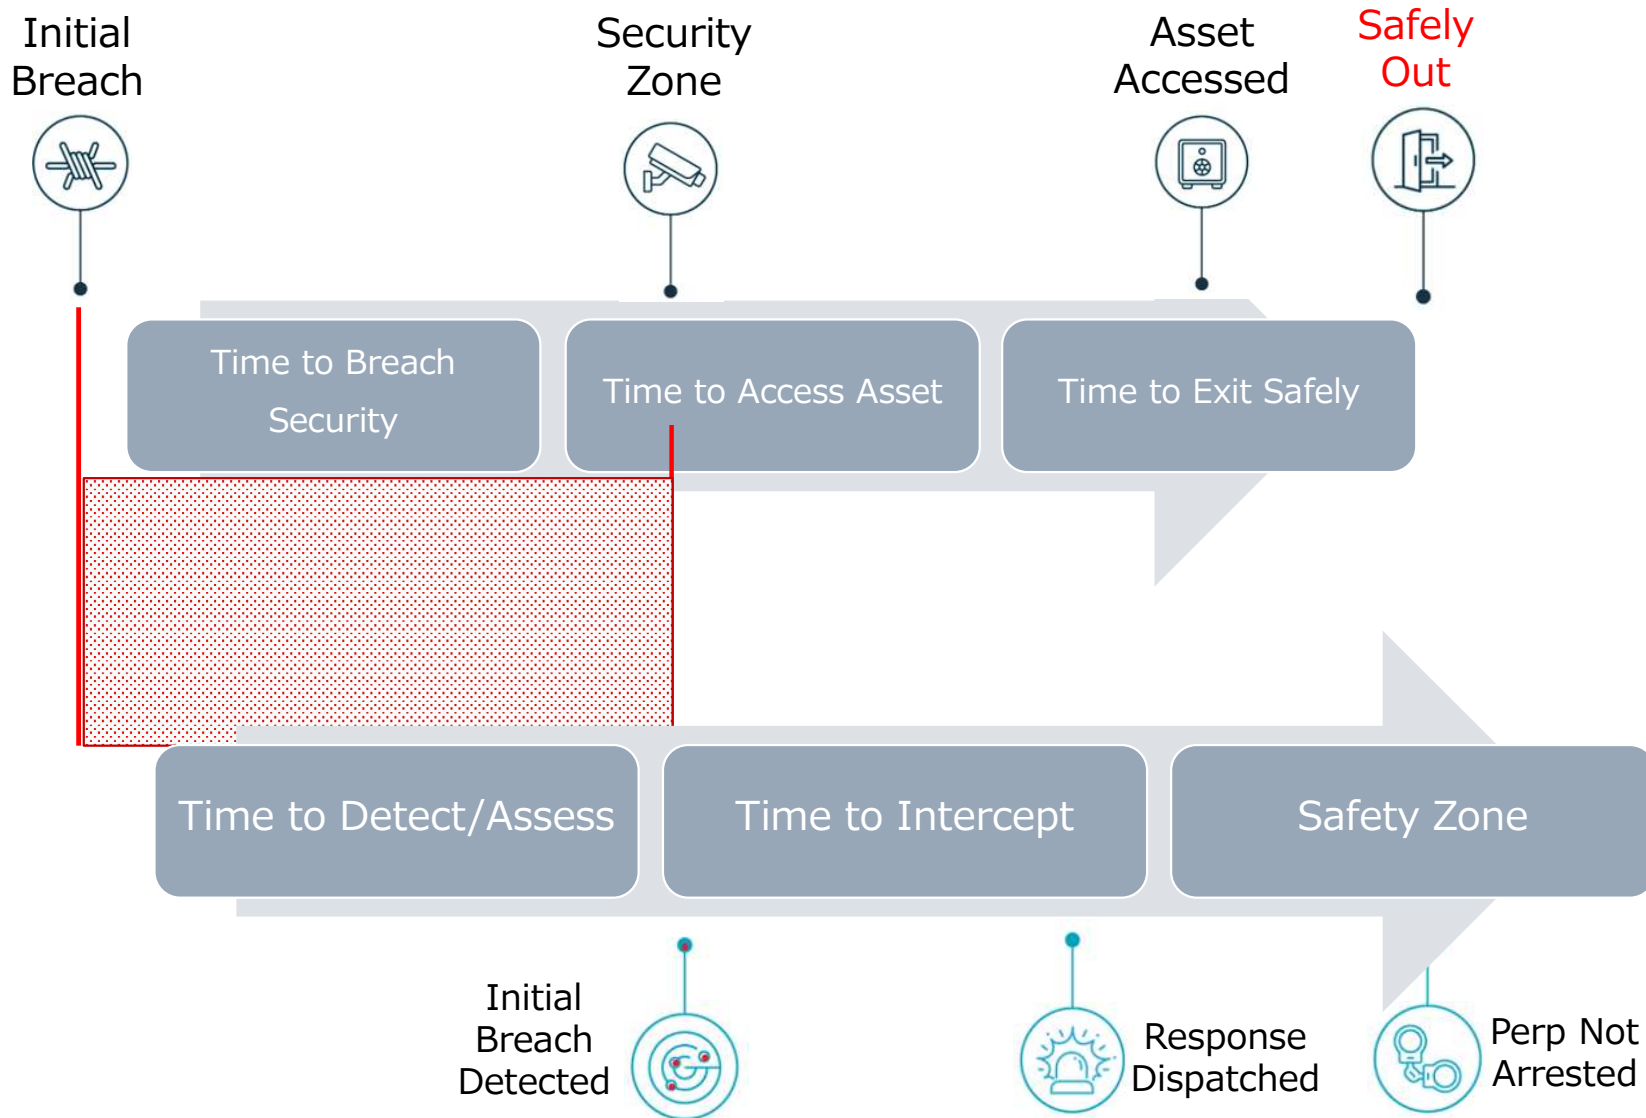 Initial
Breach
Security
Zone
Asset
Accessed
Safely
Out
Time to Breach
Security
Time to Access Asset
Time to Exit Safely
Time to Detect/Assess
Time to Intercept
Safety Zone
Initial
Breach
Detected
Response
Dispatched
Perp Not
Arrested